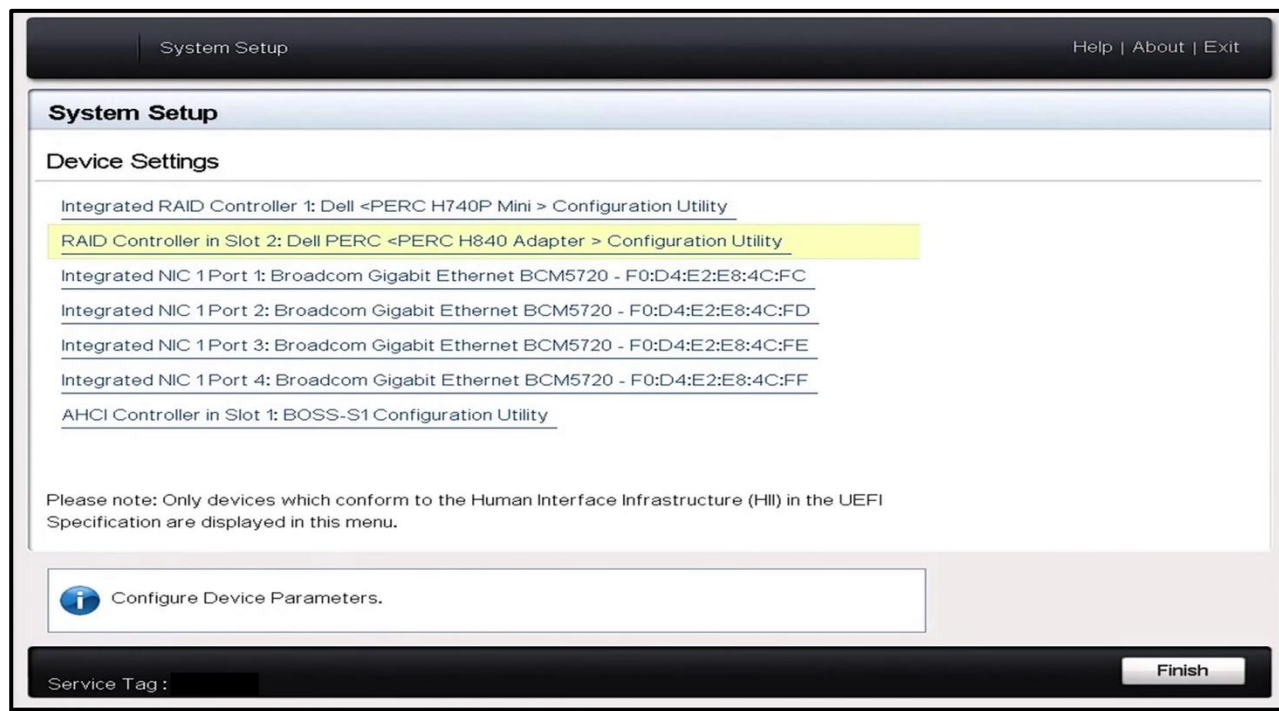 System Setup
Help | About | Exit
System Setup
Device Settings
Integrated RAID Controller 1: Dell <PERC H740P Mini > Configuration Utility
RAID Controller in Slot 2: Dell PERC <PERC H840 Adapter > Configuration Utility
Integrated NIC 1 Port 1: Broadcom Gigabit Ethernet BCM5720 - F0:D4:E2:E8:4C:FC
Integrated NIC 1 Port 2: Broadcom Gigabit Ethernet BCM5720 - F0:D4:E2:E8:4C:FD
Integrated NIC 1 Port 3: Broadcom Gigabit Ethernet BCM5720 - F0:D4:E2:E8:4C:FE
Integrated NIC 1 Port 4: Broadcom Gigabit Ethernet BCM5720 - F0:D4:E2:E8:4C:FF
AHCI Controller in Slot 1: BOSS-S1 Configuration Utility
Please note: Only devices which conform to the Human Interface Infrastructure (HII) in the UEFI
Specification are displayed in this menu.
Configure Device Parameters.
Service Tag :
Finish